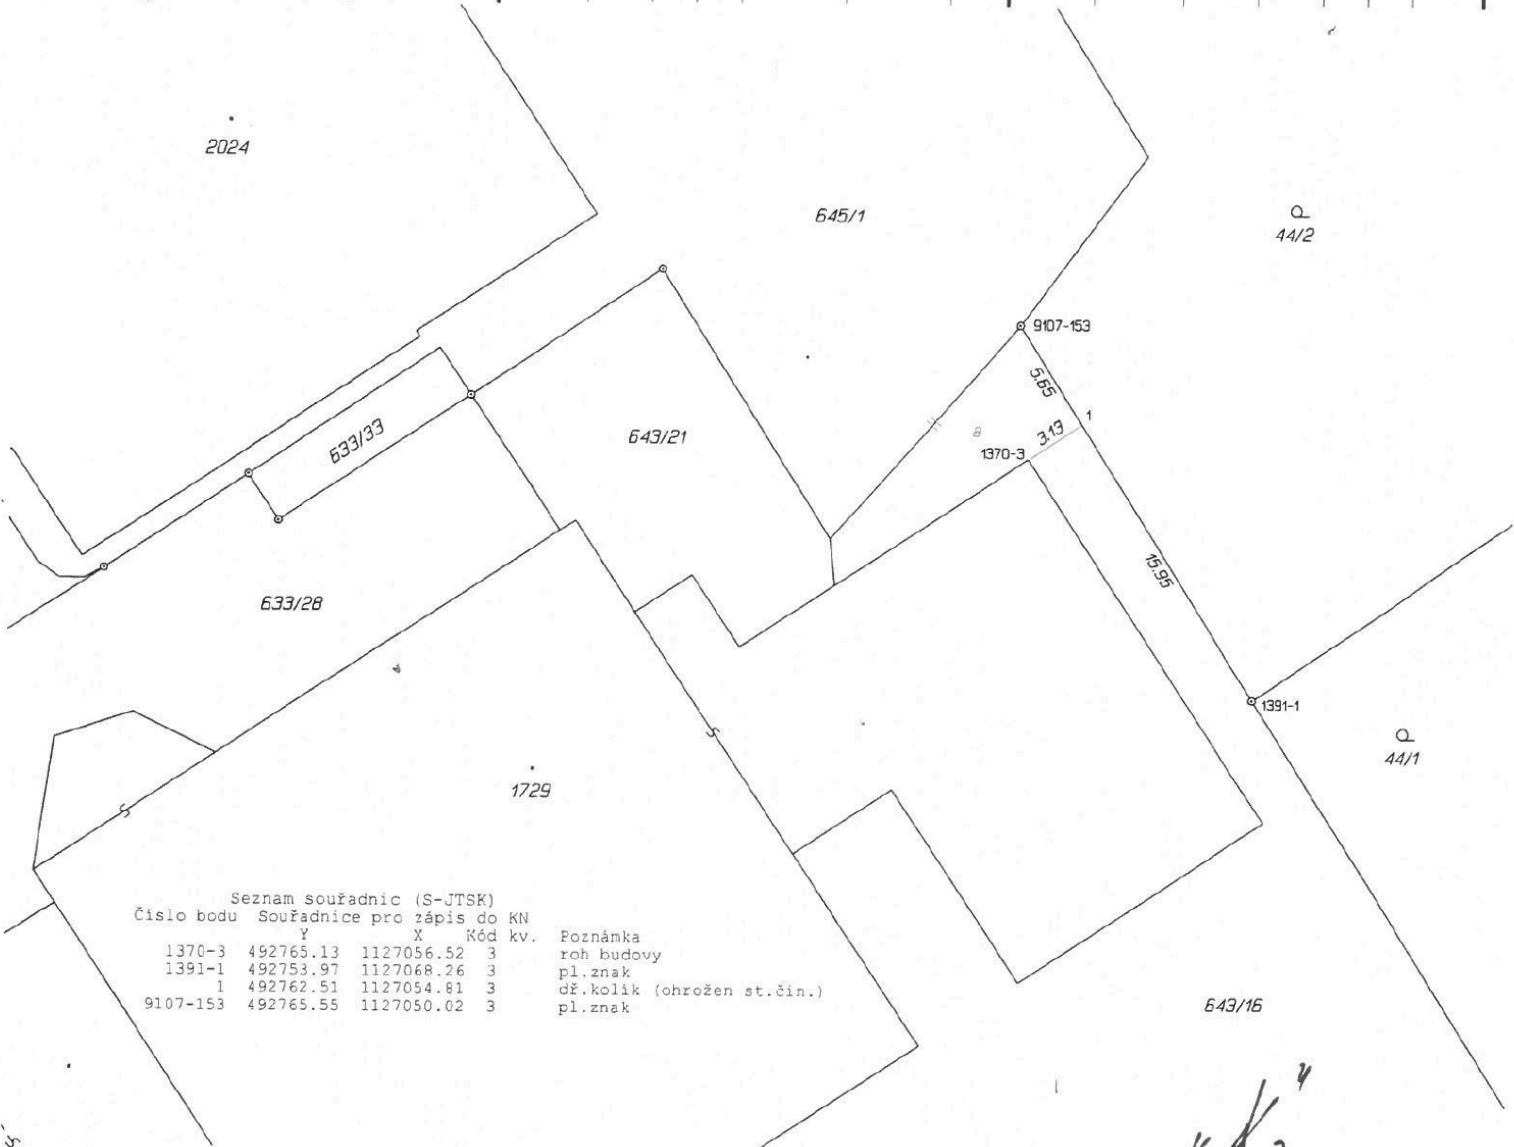 2024
645/1
44/2
9107-153
5.65
1
3.13
a
1370-3
643/21
633/33
15.95
633/28
1391-1
44/1
1729
Seznam souřadnic (S-JTSK)
Číslo bodu Souřadnice pro zápis do KN
Y X Kód kv. Poznámka
1370-3 492765.13 1127056.52 3 roh budovy
1391-1 492753.97 1127068.26 3 pl.znak
1 492762.51 1127054.81 3 dř.kolík (ohrožen st.čin.)
9107-153 492765.55 1127050.02 3 pl.znak
643/16